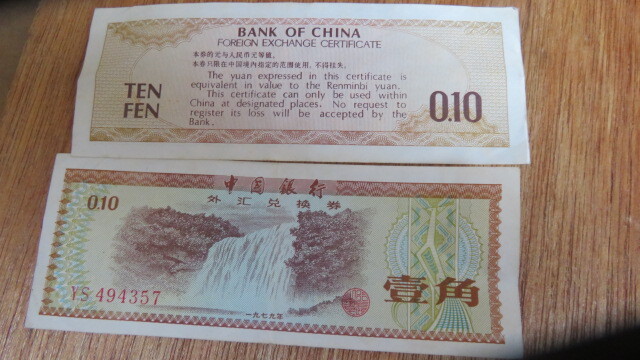 BANK OF CHINA
FOREIGN EXCHANGE CERTIFICATE
本券的元与人民币元等值。
本券只限在中国境内指定的范围使用,不得挂失。
The yuan expressed in this certificate is
equivalent in value to the Renminbi yuan.
This certificate can only be used within
China at designated places. No request to
register its loss will be accepted by the
Bank.
TEN
FEN
0.10
中国银行
外汇兑换券
0.10
YS 494357
壹角
一九七九年